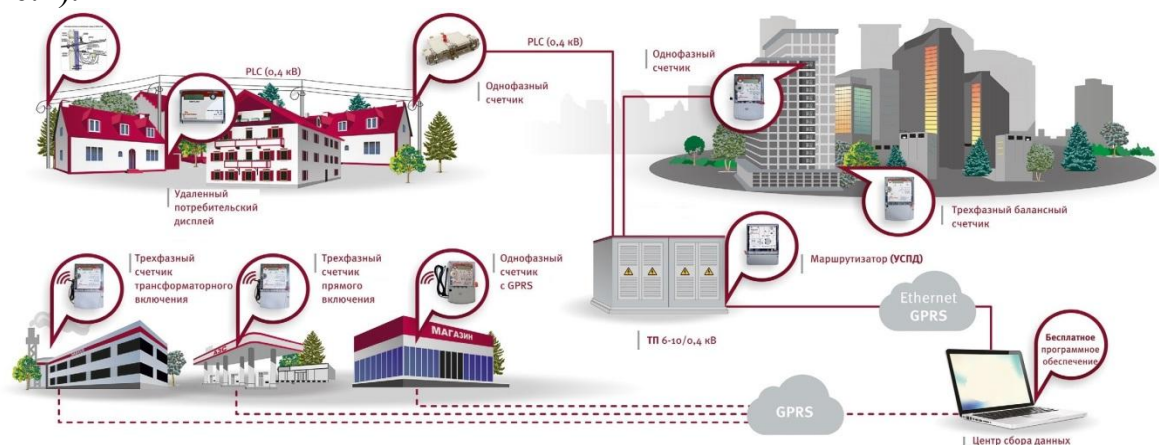 PLC (0,4 кВ)
Однофазный
счетчик
PLC (0,4 кВ)
Однофазный
счетчик
Удаленный
потребительский
дисплей
Трехфазный балансный
счетчик
Маршрутизатор (УСПД)
Трехфазный
счетчик
трансформаторного
включения
Трехфазный
счетчик
прямого
включения
Однофазный
счетчик
с GPRS
АЗС
МАГАЗИН
ТП 6-10/0,4 кВ
Ethernet
GPRS
Бесплатное
программное
обеспечение
GPRS
Центр сбора данных